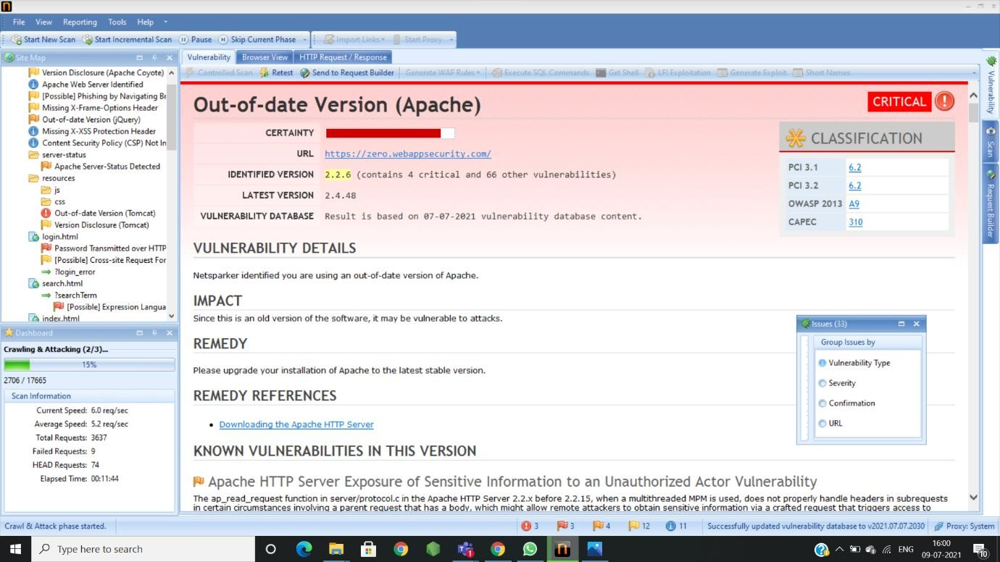 File View Reporting Tools Help
Start New Scan Start Incremental Scan Pause Skip Current Phase Import Links Start Proxy
Site Map
Version Disclosure (Apache Coyote)
Apache Web Server Identified
[Possible] Phishing by Navigating Br
Missing X-Frame-Options Header
Out-of-date Version (jQuery)
Missing X-XSS Protection Header
Content Security Policy (CSP) Not In
server-status
Apache Server-Status Detected
resources
js
css
Out-of-date Version (Tomcat)
Version Disclosure (Tomcat)
login.html
Password Transmitted over HTTP
[Possible] Cross-site Request For
?login_error
search.html
?searchTerm
[Possible] Expression Langua
index.html
Dashboard
Crawling & Attacking (2/3)...
15%
2706 / 17665
Scan Information
Current Speed: 6.0 req/sec
Average Speed: 5.2 req/sec
Total Requests: 3637
Failed Requests: 9
HEAD Requests: 74
Elapsed Time: 00:11:44
Vulnerability Browser View HTTP Request / Response
Controlled Scan Retest Send to Request Builder Generate WAF Rules Execute SQL Commands Get Shell LFI Exploitation Generate Exploit Short Names
Out-of-date Version (Apache)
CRITICAL
CERTAINTY
URL https://zero.webappsecurity.com/
IDENTIFIED VERSION 2.2.6 (contains 4 critical and 66 other vulnerabilities)
LATEST VERSION 2.4.48
VULNERABILITY DATABASE Result is based on 07-07-2021 vulnerability database content.
CLASSIFICATION
PCI 3.1 6.2
PCI 3.2 6.2
OWASP 2013 A9
CAPEC 310
VULNERABILITY DETAILS
Netsparker identified you are using an out-of-date version of Apache.
IMPACT
Since this is an old version of the software, it may be vulnerable to attacks.
REMEDY
Please upgrade your installation of Apache to the latest stable version.
REMEDY REFERENCES
• Downloading the Apache HTTP Server
KNOWN VULNERABILITIES IN THIS VERSION
Apache HTTP Server Exposure of Sensitive Information to an Unauthorized Actor Vulnerability
The ap_read_request function in server/protocol.c in the Apache HTTP Server 2.2.x before 2.2.15, when a multithreaded MPM is used, does not properly handle headers in subrequests
in certain circumstances involving a parent request that has a body, which might allow remote attackers to obtain sensitive information via a crafted request that triggers access to
Issues (33)
Group Issues by
Vulnerability Type
Severity
Confirmation
URL
Vulnerability
Scan
Request Builder
Crawl & Attack phase started. 3 3 4 12 11 Successfully updated vulnerability database to v2021.07.07.2030 Proxy: System
Type here to search
1
ENG
16:00
09-07-2021
10